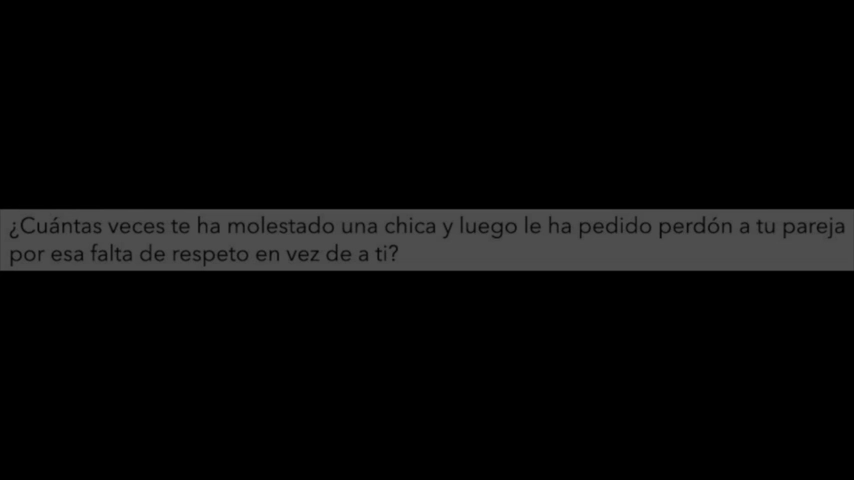 ¿Cuántas veces te ha molestado una chica y luego le ha pedido perdón a tu pareja
por esa falta de respeto en vez de a ti?